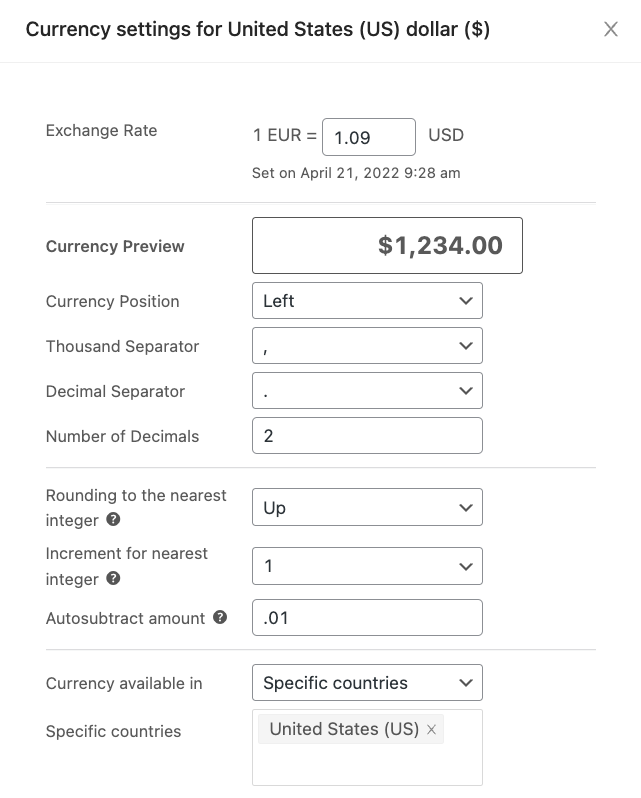 Currency settings for United States (US) dollar ($)
Exchange Rate
1 EUR = 1.09 USD
Set on April 21, 2022 9:28 am
Currency Preview $1,234.00
Currency Position Left
Thousand Separator ,
Decimal Separator .
Number of Decimals 2
Rounding to the nearest
integer ?
Up
Increment for nearest
integer ?
1
Autosubtract amount ? .01
Currency available in Specific countries
Specific countries United States (US) ×